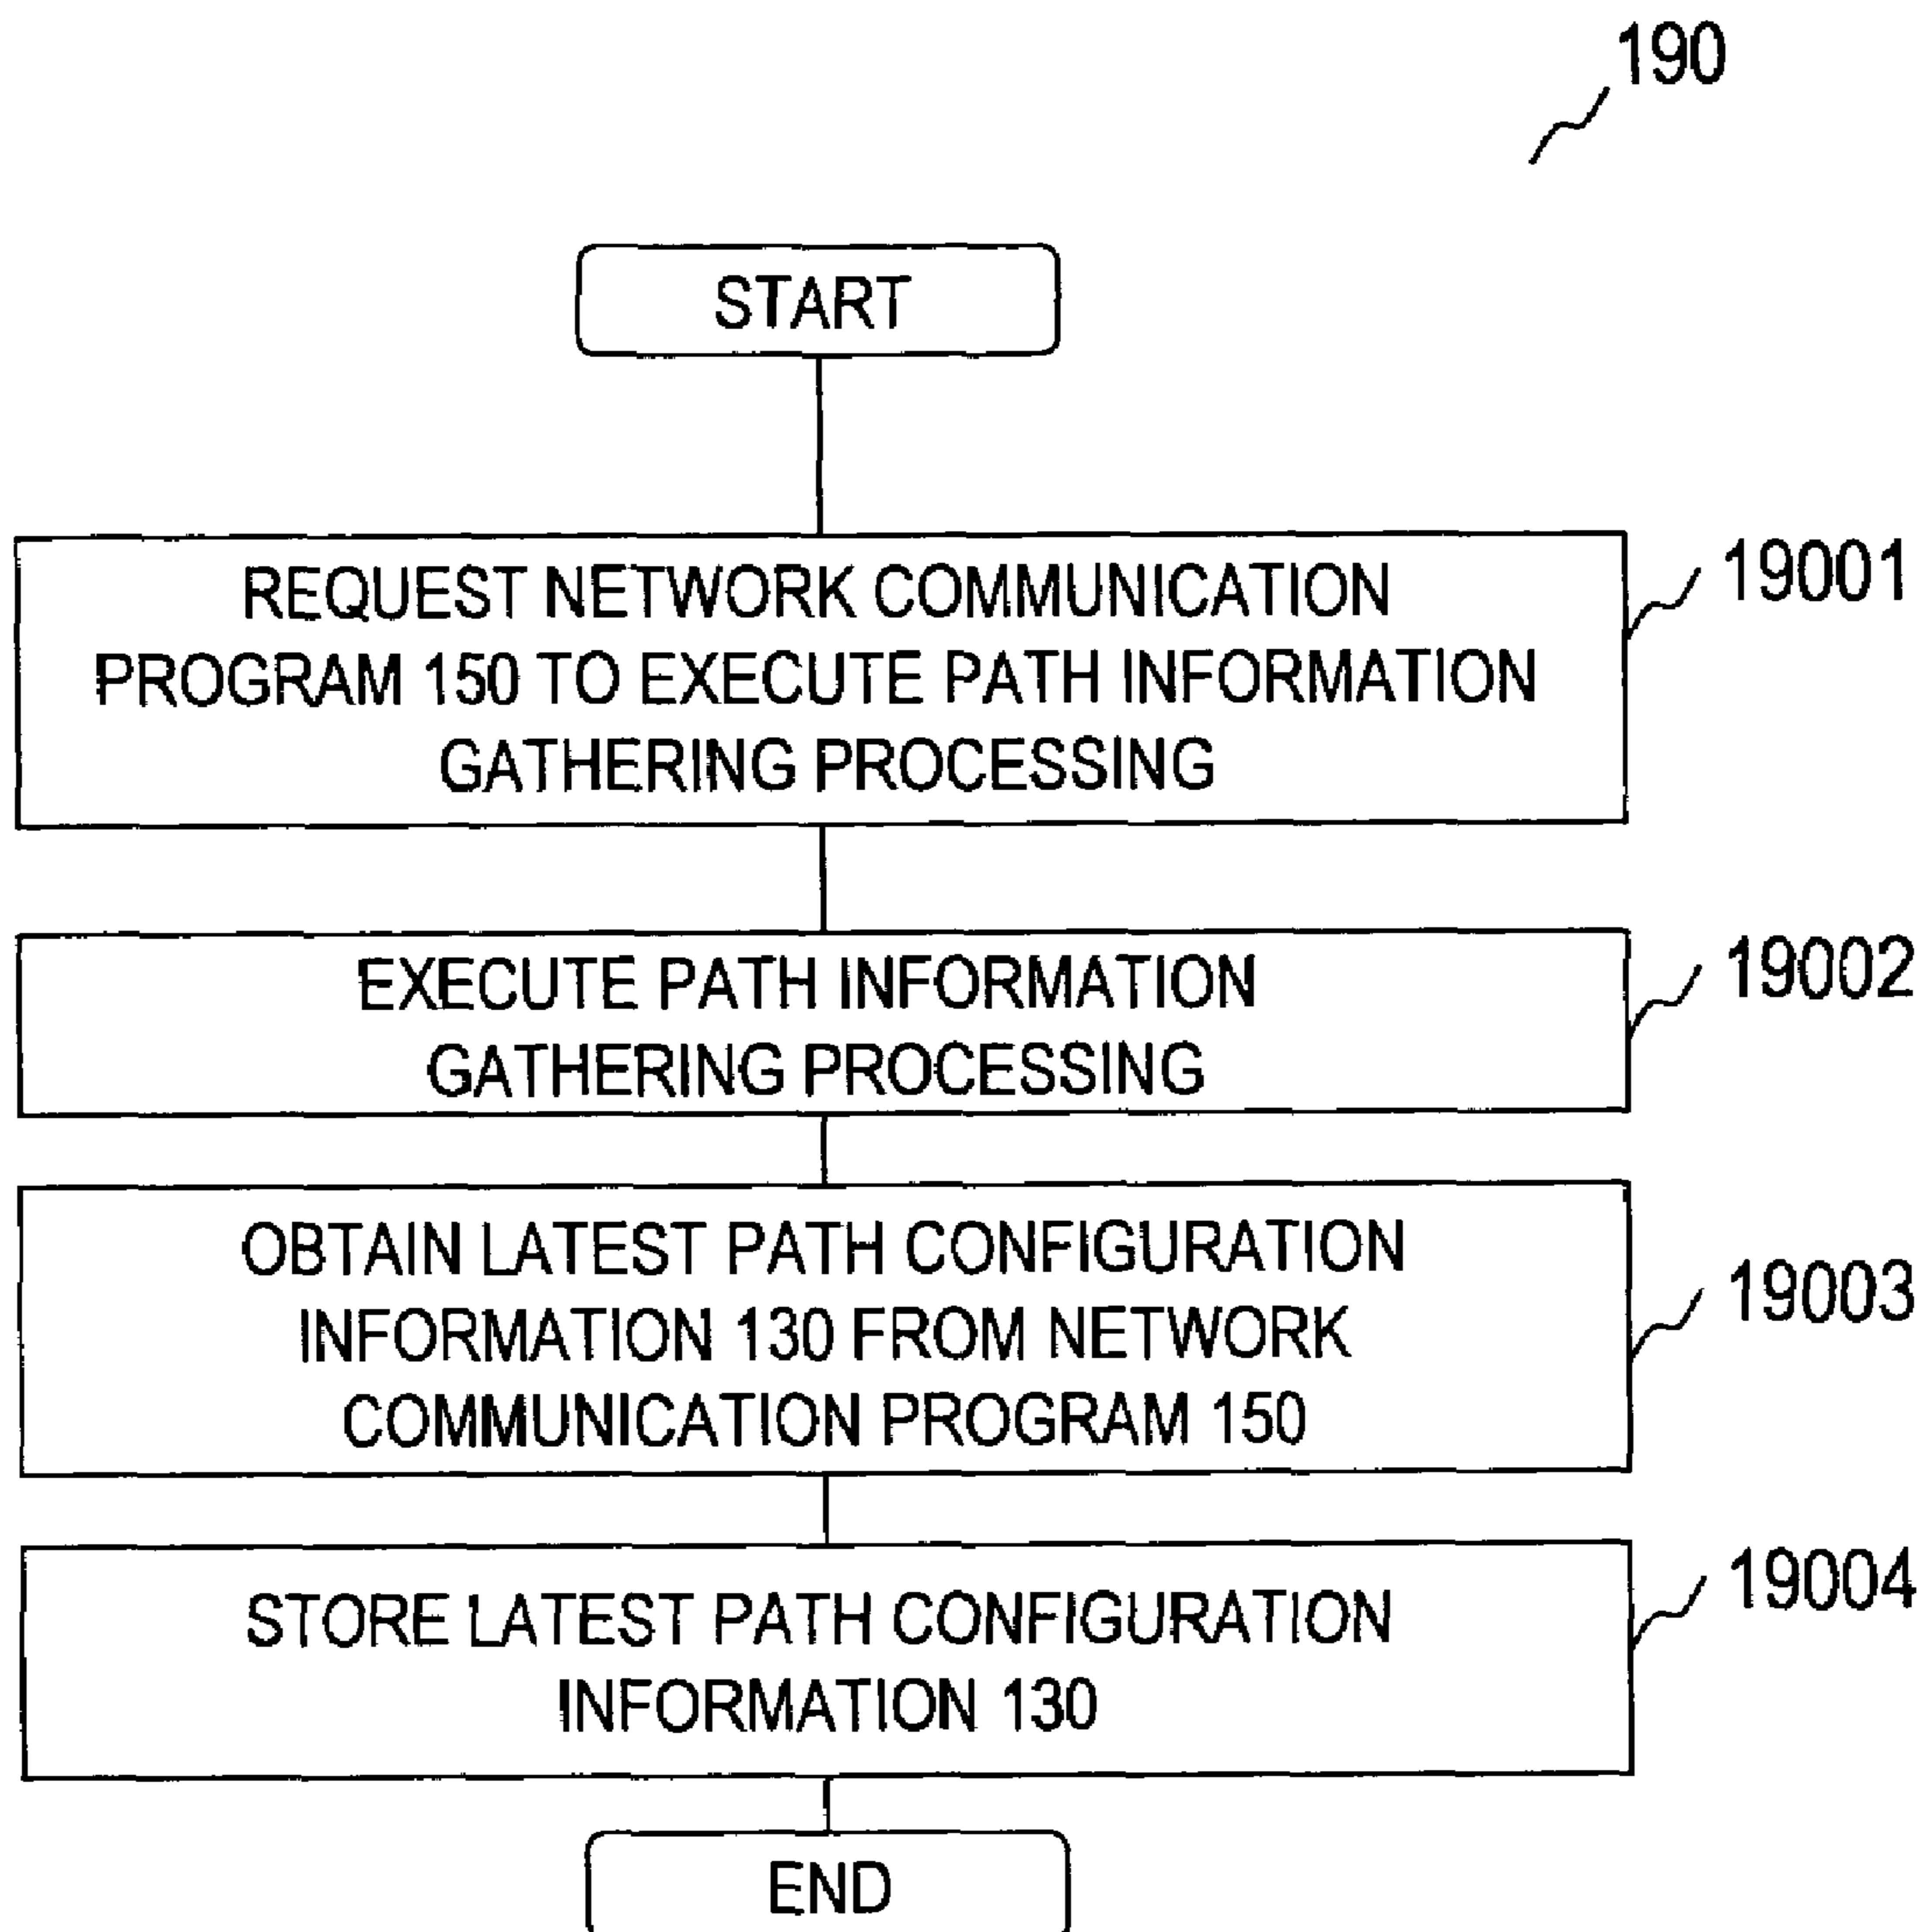 190
START
REQUEST NETWORK COMMUNICATION
PROGRAM 150 TO EXECUTE PATH INFORMATION
GATHERING PROCESSING
19001
EXECUTE PATH INFORMATION
GATHERING PROCESSING
19002
OBTAIN LATEST PATH CONFIGURATION
INFORMATION 130 FROM NETWORK
COMMUNICATION PROGRAM 150
19003
STORE LATEST PATH CONFIGURATION
INFORMATION 130
19004
END